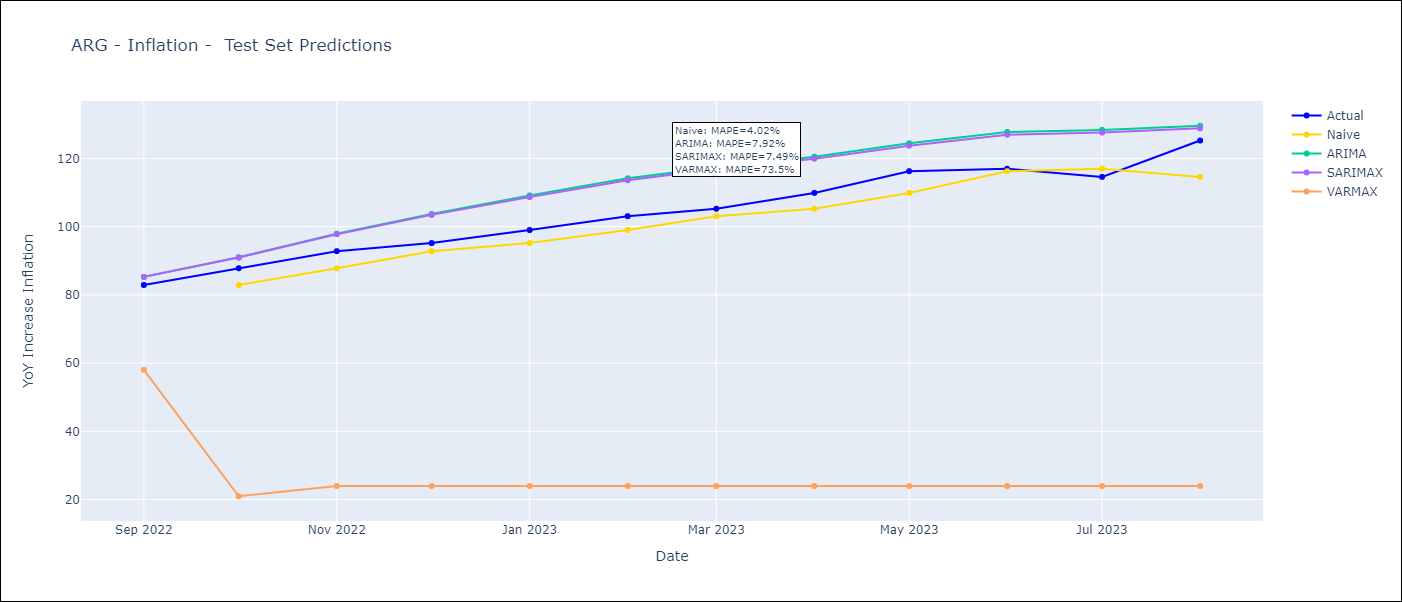 ARG - Inflation -  Test Set Predictions
Actual
Naive
ARIMA
SARIMAX
VARMAX
Naive: MAPE=4.02%
ARIMA: MAPE=7.92%
SARIMAX: MAPE=7.49%
VARMAX: MAPE=73.5%
YoY Increase Inflation
120
100
80
60
40
20
Sep 2022 Nov 2022 Jan 2023 Mar 2023 May 2023 Jul 2023
Date